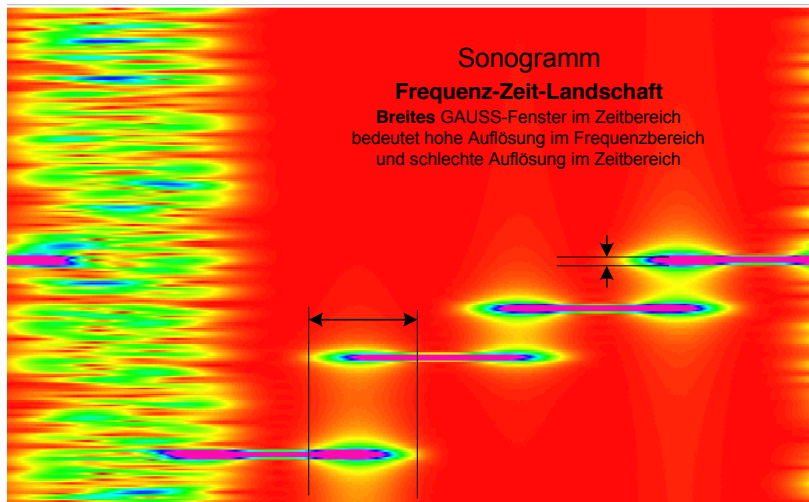 Sonogramm
Frequenz-Zeit-Landschaft
Breites GAUSS-Fenster im Zeitbereich
bedeutet hohe Auflösung im Frequenzbereich
und schlechte Auflösung im Zeitbereich